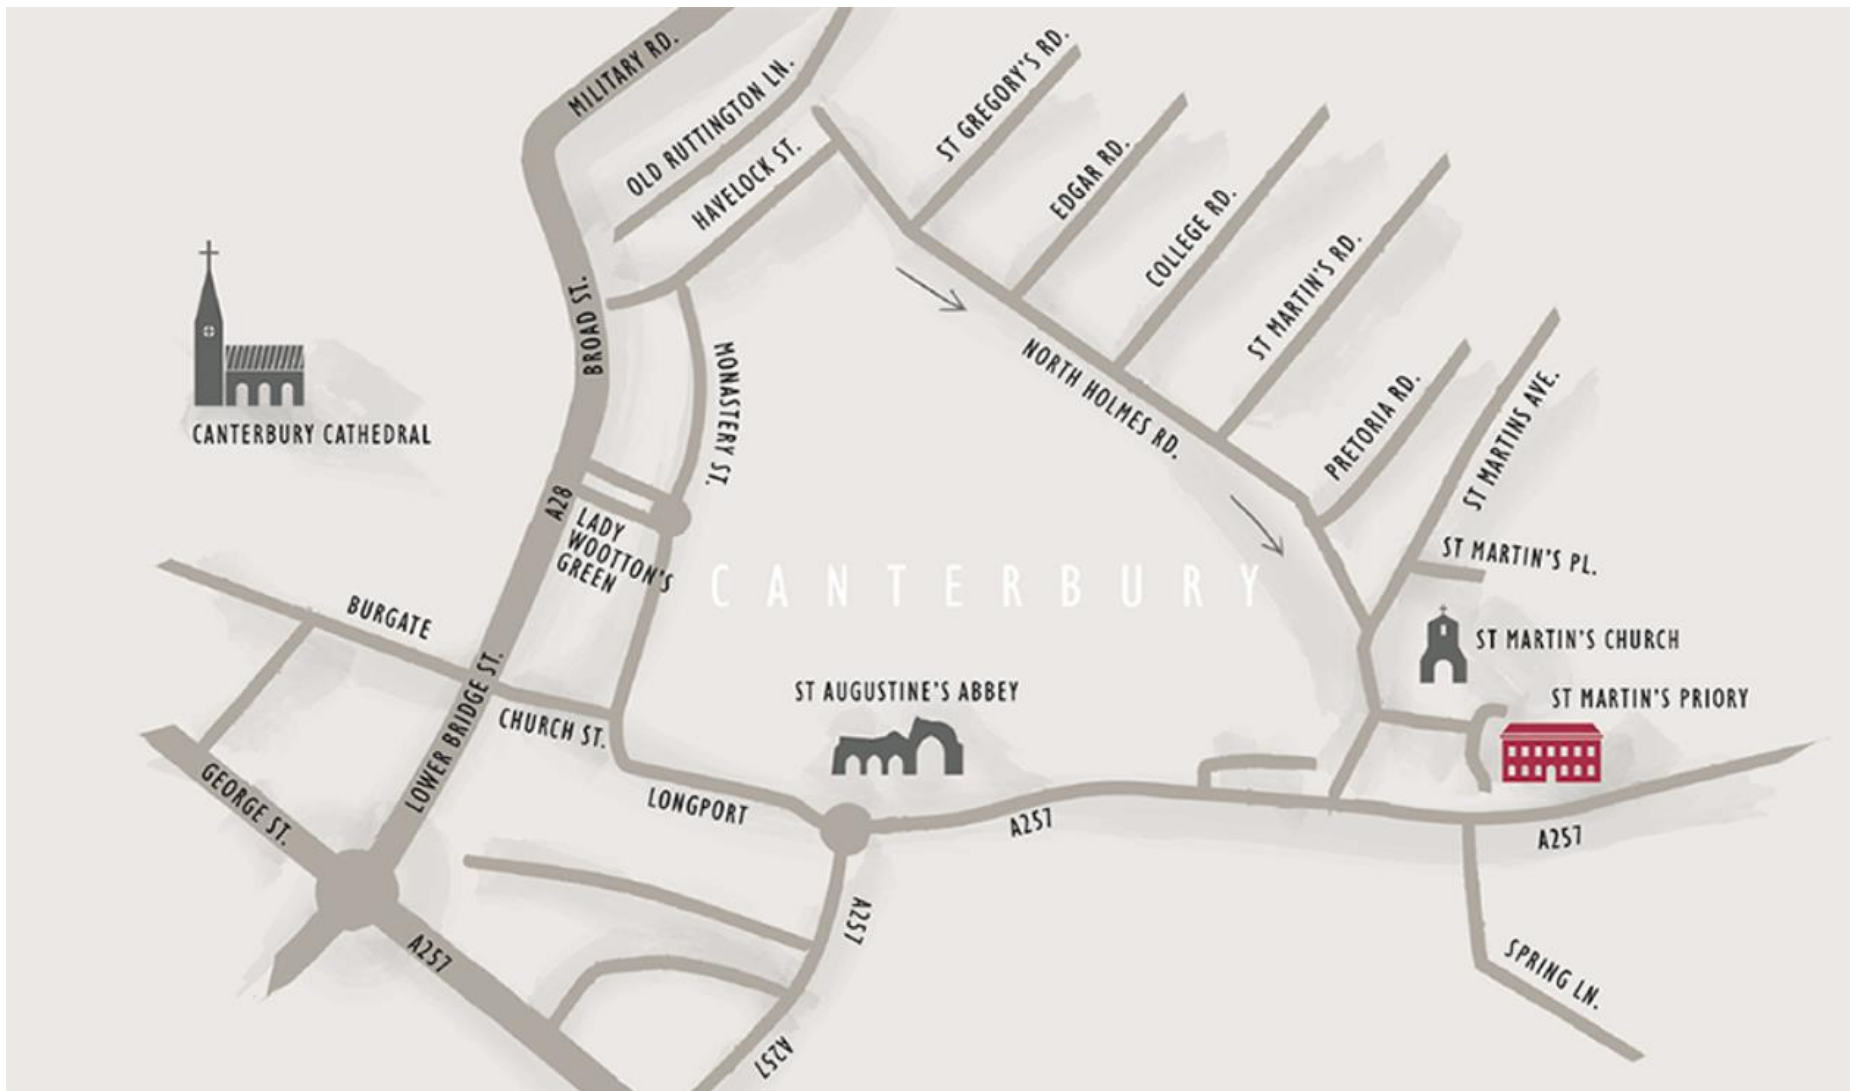 MILITARY RD.
OLD RUTTINGTON LN.
HAVELOCK ST.
ST GREGORY'S RD.
EDGAR RD.
COLLEGE RD.
ST MARTIN'S RD.
PRETORIA RD.
ST MARTINS AVE.
BROAD ST.
MONASTERY ST.
NORTH HOLMES RD.
CANTERBURY CATHEDRAL
A28
LADY
WOOTTON'S
GREEN
CANTERBURY
ST MARTIN'S PL.
ST MARTIN'S CHURCH
ST MARTIN'S PRIORY
BURGATE
CHURCH ST.
LOWER BRIDGE ST.
ST AUGUSTINE'S ABBEY
GEORGE ST.
LONGPORT
A257
A257
A257
A257
SPRING LN.
A257